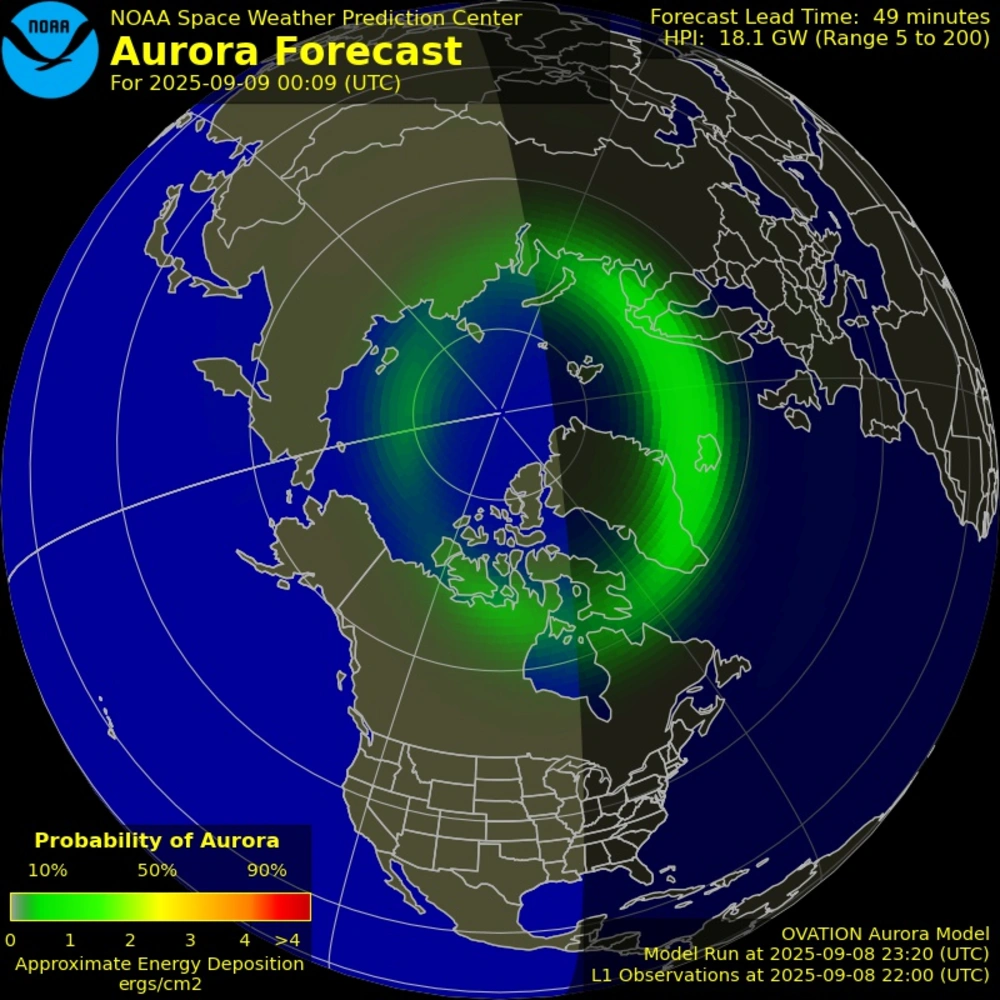 NOAA
NOAA Space Weather Prediction Center
Aurora Forecast
For 2025-09-09 00:09 (UTC)
Forecast Lead Time: 49 minutes
HPI: 18.1 GW (Range 5 to 200)
Probability of Aurora
10% 50% 90%
0 1 2 3 4 >4
Approximate Energy Deposition
ergs/cm2
OVATION Aurora Model
Model Run at 2025-09-08 23:20 (UTC)
L1 Observations at 2025-09-08 22:00 (UTC)